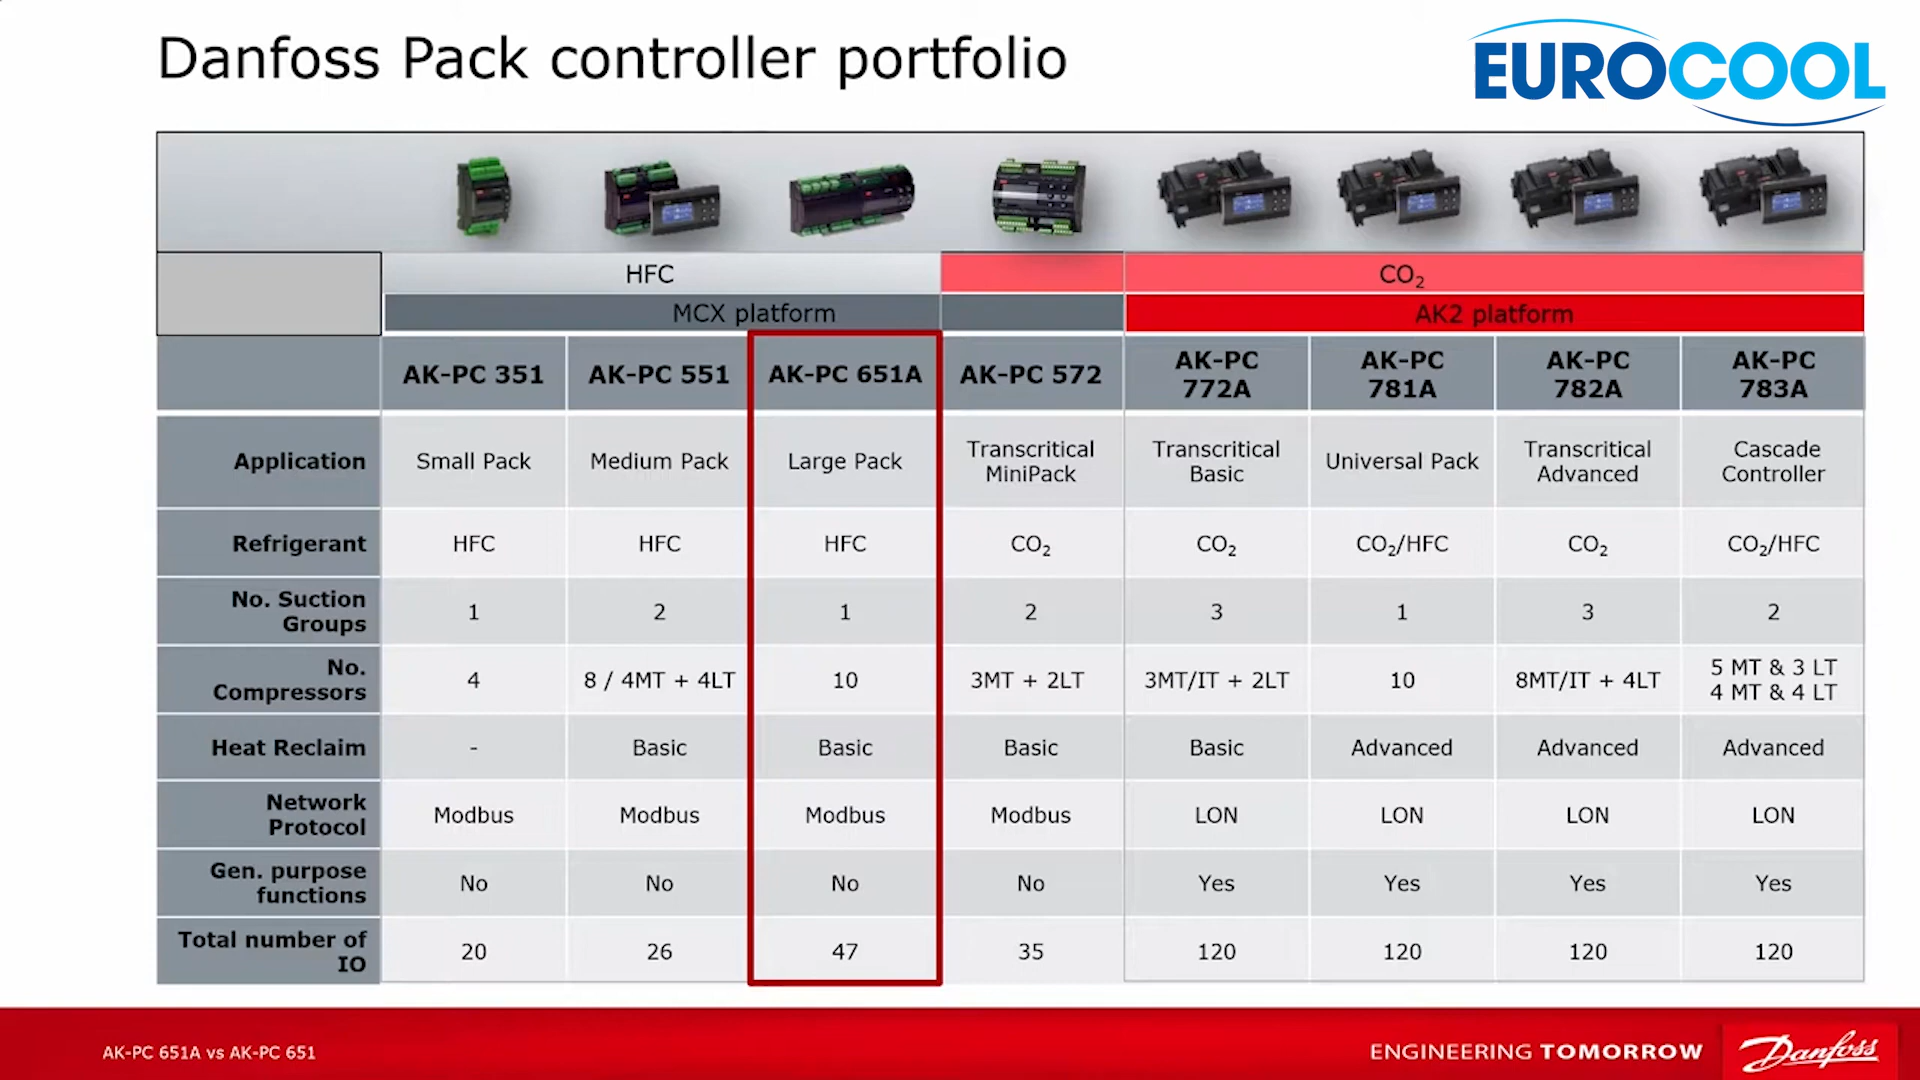 Danfoss Pack controller portfolio
EUROCOOL
HFC
CO₂
MCX platform
AK2 platform
AK-PC 351
AK-PC 551
AK-PC 651A
AK-PC 572
AK-PC
772A
AK-PC
781A
AK-PC
782A
AK-PC
783A
Application
Small Pack
Medium Pack
Large Pack
Transcritical
MiniPack
Transcritical
Basic
Universal Pack
Transcritical
Advanced
Cascade
Controller
Refrigerant
HFC
HFC
HFC
CO₂
CO₂
CO₂/HFC
CO₂
CO₂/HFC
No. Suction
Groups
1
2
1
2
3
1
3
2
No.
Compressors
4
8 / 4MT + 4LT
10
3MT + 2LT
3MT/IT + 2LT
10
8MT/IT + 4LT
5 MT & 3 LT
4 MT & 4 LT
Heat Reclaim
-
Basic
Basic
Basic
Basic
Advanced
Advanced
Advanced
Network
Protocol
Modbus
Modbus
Modbus
Modbus
LON
LON
LON
LON
Gen. purpose
functions
No
No
No
No
Yes
Yes
Yes
Yes
Total number of
IO
20
26
47
35
120
120
120
120
AK-PC 651A vs AK-PC 651
ENGINEERING TOMORROW
Danfoss